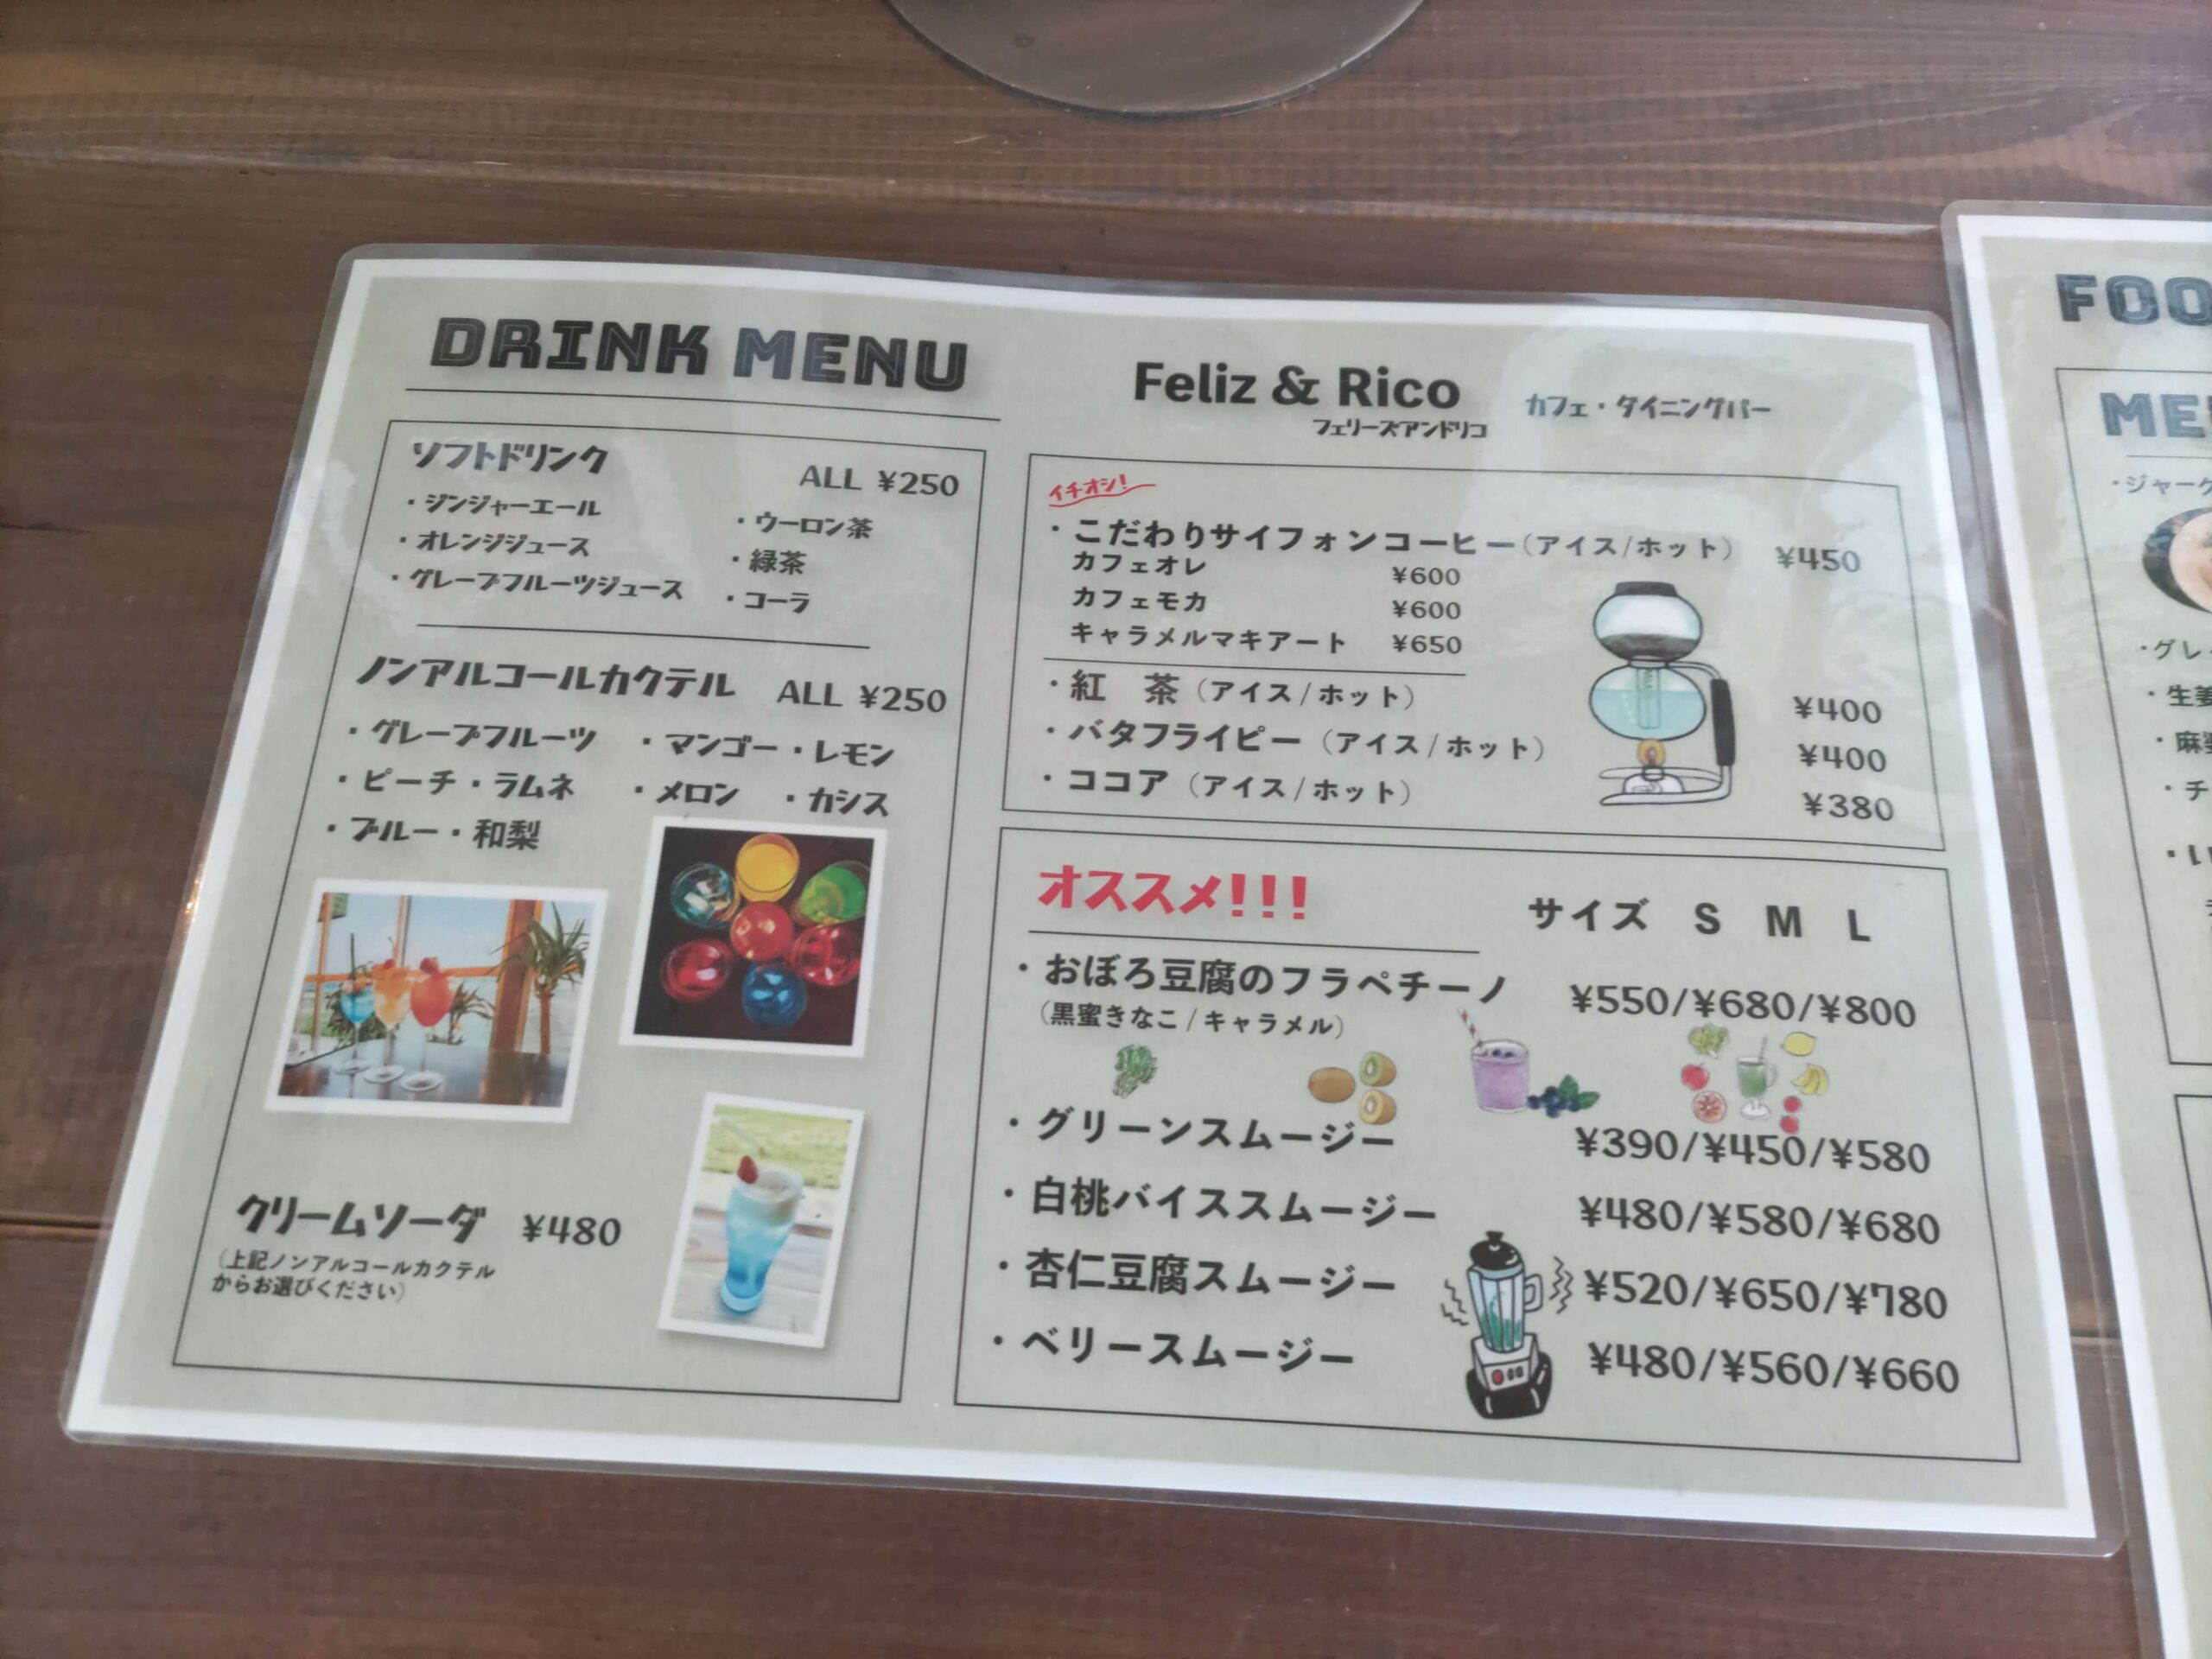 DRINK MENU
Feliz & Rico
フェリーズアンドリコ
カフェ・ダイニングバー
ソフトドリンク
ALL ¥250
・ジンジャーエール
・ウーロン茶
・オレンジジュース
・緑茶
・グレープフルーツジュース
・コーラ
ノンアルコールカクテル ALL ¥250
・グレープフルーツ ・マンゴー・レモン
・ピーチ・ラムネ ・メロン ・カシス
・ブルー・和梨
クリームソーダ ¥480
(上記ノンアルコールカクテル
からお選びください)
イチオシ!
・こだわりサイフォンコーヒー(アイス/ホット) ¥450
カフェオレ ¥600
カフェモカ ¥600
キャラメルマキアート ¥650
・紅 茶(アイス/ホット) ¥400
・バタフライピー(アイス/ホット) ¥400
・ココア(アイス/ホット) ¥380
オススメ!!!
サイズ S M L
・おぼろ豆腐のフラペチーノ ¥550/¥680/¥800
(黒蜜きなこ/キャラメル)
・グリーンスムージー ¥390/¥450/¥580
・白桃バイススムージー ¥480/¥580/¥680
・杏仁豆腐スムージー ¥520/¥650/¥780
・ベリースムージー ¥480/¥560/¥660
FOO
ME
・ジャーク
・グレ
・生姜
・麻婆
・チ
・い